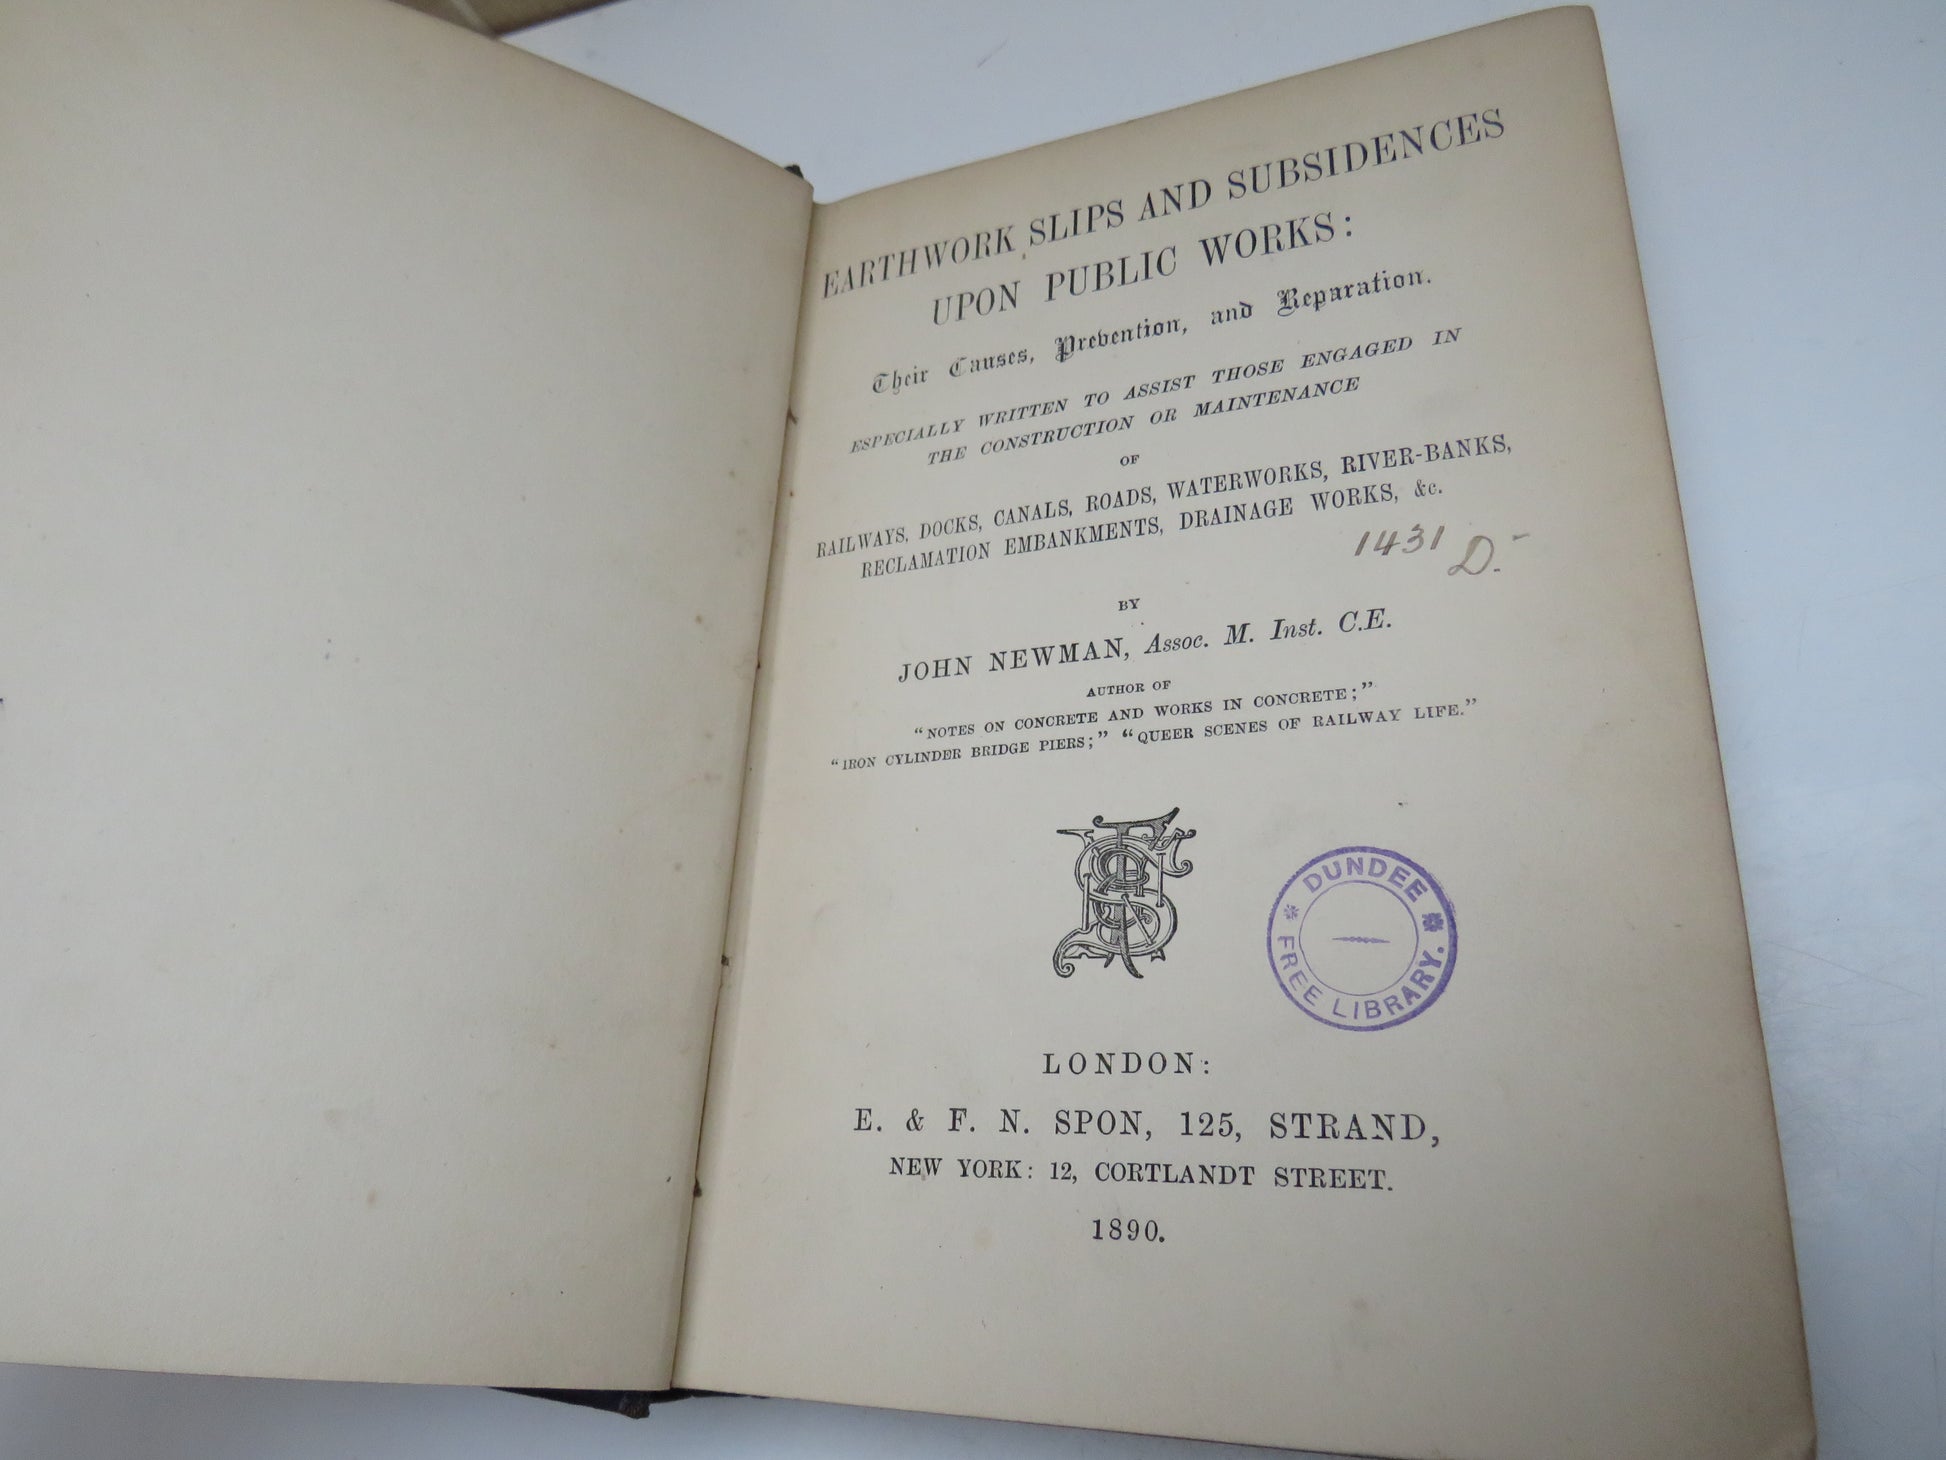 EARTHWORK SLIPS AND SUBSIDENCES
UPON PUBLIC WORKS:
Their Causes, Prevention, and Reparation.
ESPECIALLY WRITTEN TO ASSIST THOSE ENGAGED IN
THE CONSTRUCTION OR MAINTENANCE
OF
RAILWAYS, DOCKS, CANALS, ROADS, WATERWORKS, RIVER-BANKS,
RECLAMATION EMBANKMENTS, DRAINAGE WORKS, &c.
1431 D.-
BY
JOHN NEWMAN, Assoc. M. Inst. C.E.
AUTHOR OF
"NOTES ON CONCRETE AND WORKS IN CONCRETE;"
"IRON CYLINDER BRIDGE PIERS;" "QUEER SCENES OF RAILWAY LIFE."
DUNDEE
FREE LIBRARY.
LONDON:
E. & F. N. SPON, 125, STRAND,
NEW YORK: 12, CORTLANDT STREET.
1890.